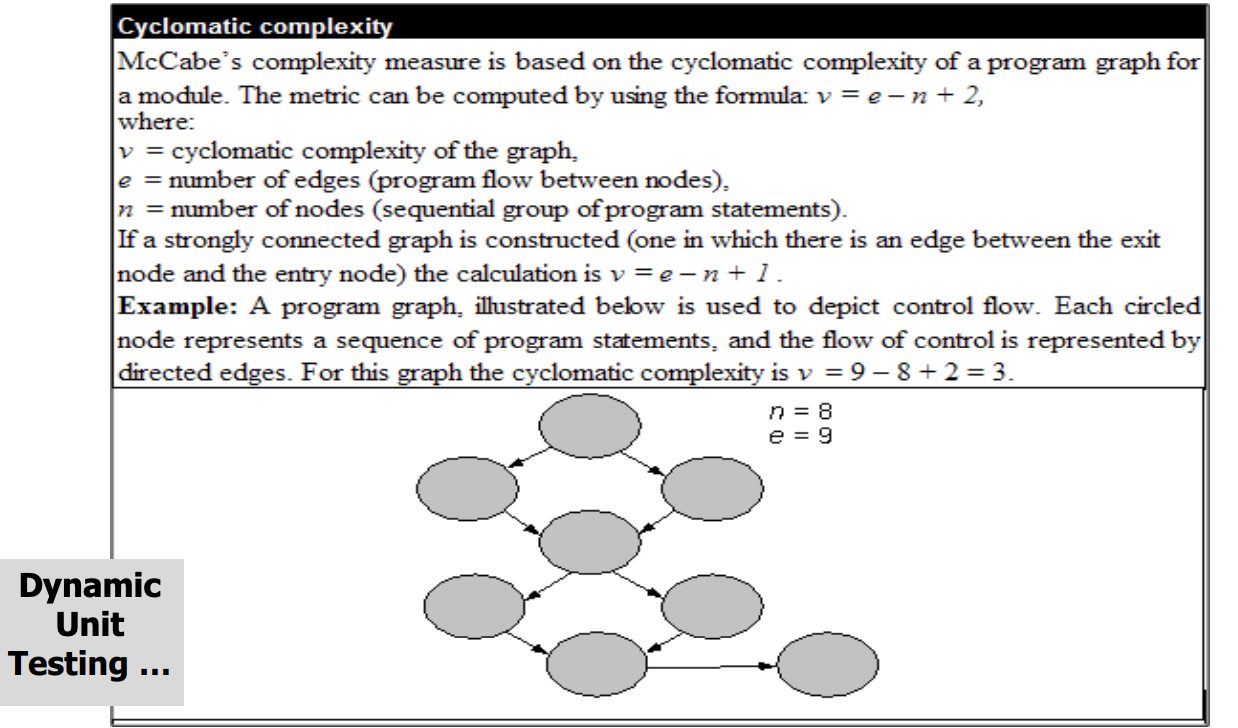 Cyclomatic complexity
McCabe's complexity measure is based on the cyclomatic complexity of a program graph for
a module. The metric can be computed by using the formula: v = e – n + 2,
where:
v = cyclomatic complexity of the graph,
e = number of edges (program flow between nodes),
n = number of nodes (sequential group of program statements).
If a strongly connected graph is constructed (one in which there is an edge between the exit
node and the entry node) the calculation is v = e – n + 1 .
Example: A program graph, illustrated below is used to depict control flow. Each circled
node represents a sequence of program statements, and the flow of control is represented by
directed edges. For this graph the cyclomatic complexity is v = 9 – 8 + 2 = 3.
n = 8
e = 9
Dynamic
Unit
Testing ...